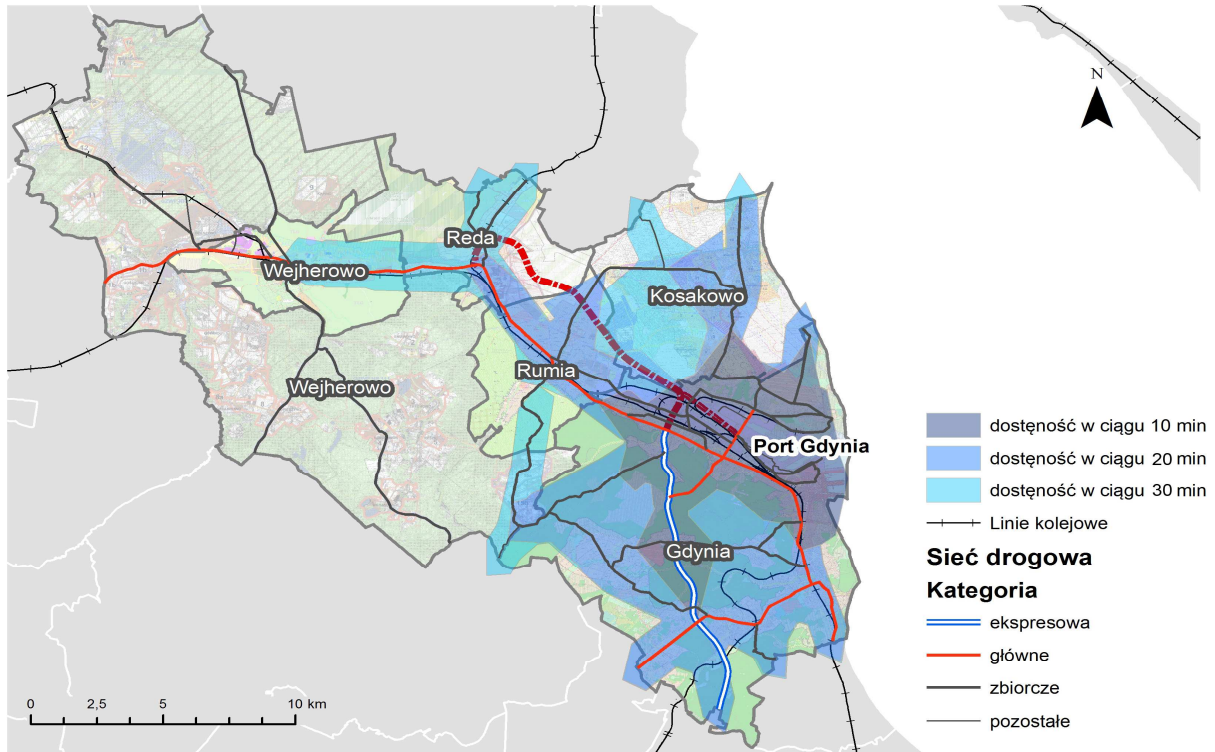 N
Reda
Wejherowo
Kosakowo
Wejherowo
Rumia
Port Gdynia
Gdynia
dostęność w ciągu 10 min
dostęność w ciągu 20 min
dostęność w ciągu 30 min
Linie kolejowe
Sieć drogowa
Kategoria
ekspresowa
główne
zbiorcze
pozostałe
0 2,5 5 10 km